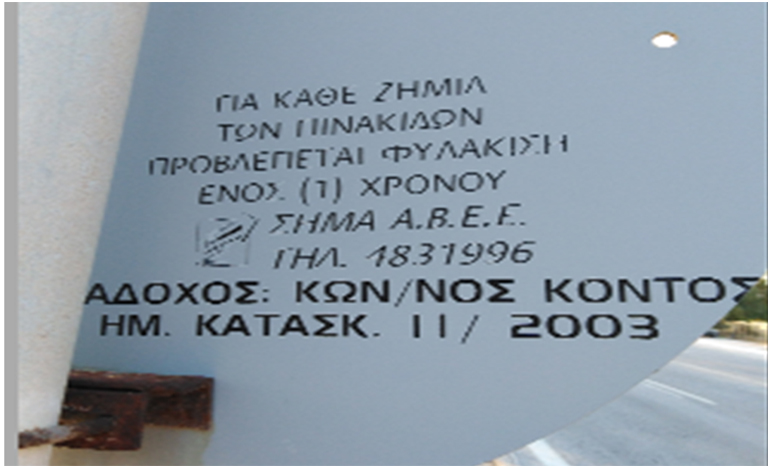 ΓΙΑ ΚΑΘΕ ΖΗΜΙΑ
ΤΩΝ ΠΙΝΑΚΙΔΩΝ
ΠΡΟΒΛΕΠΕΤΑΙ ΦΥΛΑΚΙΣΗ
ΕΝΟΣ (1) ΧΡΟΝΟΥ
ΣΗΜΑ Α.Β.Ε.Ε.
ΤΗΛ. 4831996
ΑΔΟΧΟΣ: ΚΩΝ/ΝΟΣ ΚΟΝΤΟΣ
ΗΜ. ΚΑΤΑΣΚ. 11/ 2003